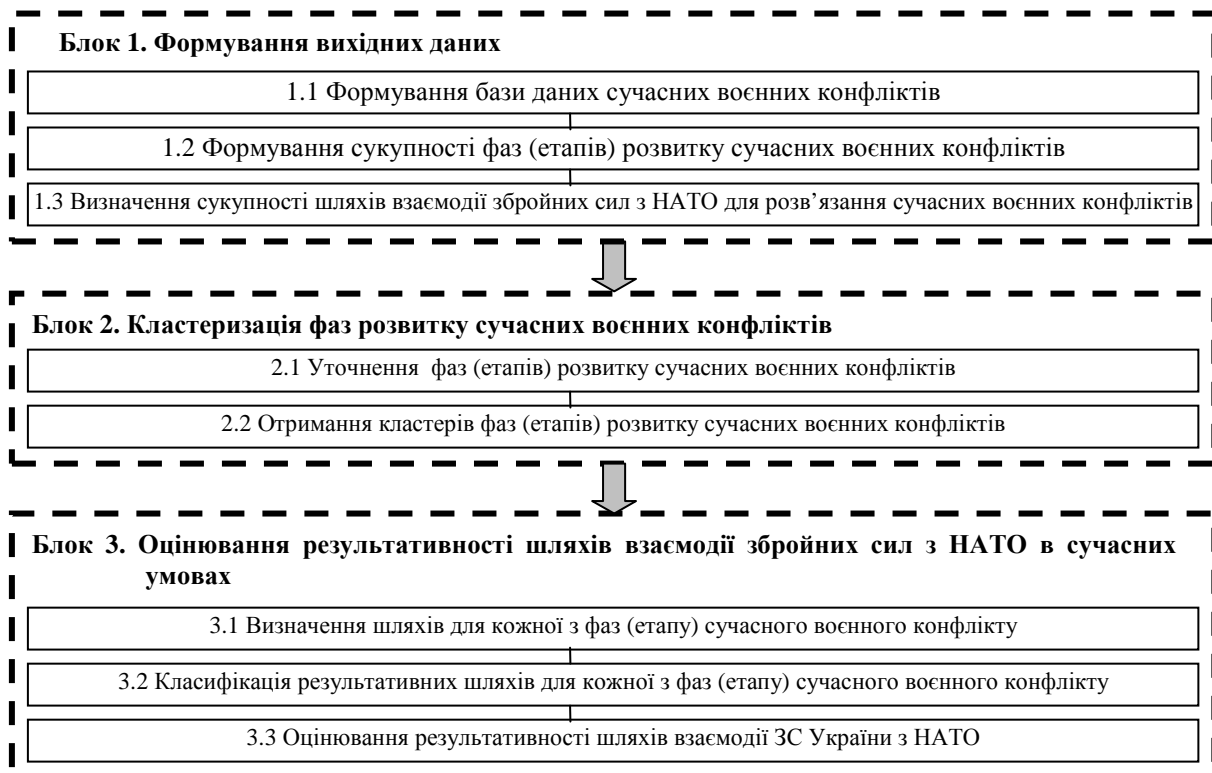 Блок 1. Формування вихідних даних
1.1 Формування бази даних сучасних воєнних конфліктів
1.2 Формування сукупності фаз (етапів) розвитку сучасних воєнних конфліктів
1.3 Визначення сукупності шляхів взаємодії збройних сил з НАТО для розв’язання сучасних воєнних конфліктів
Блок 2. Кластеризація фаз розвитку сучасних воєнних конфліктів
2.1 Уточнення фаз (етапів) розвитку сучасних воєнних конфліктів
2.2 Отримання кластерів фаз (етапів) розвитку сучасних воєнних конфліктів
Блок 3. Оцінювання результативності шляхів взаємодії збройних сил з НАТО в сучасних
умовах
3.1 Визначення шляхів для кожної з фаз (етапу) сучасного воєнного конфлікту
3.2 Класифікація результативних шляхів для кожної з фаз (етапу) сучасного воєнного конфлікту
3.3 Оцінювання результативності шляхів взаємодії ЗС України з НАТО